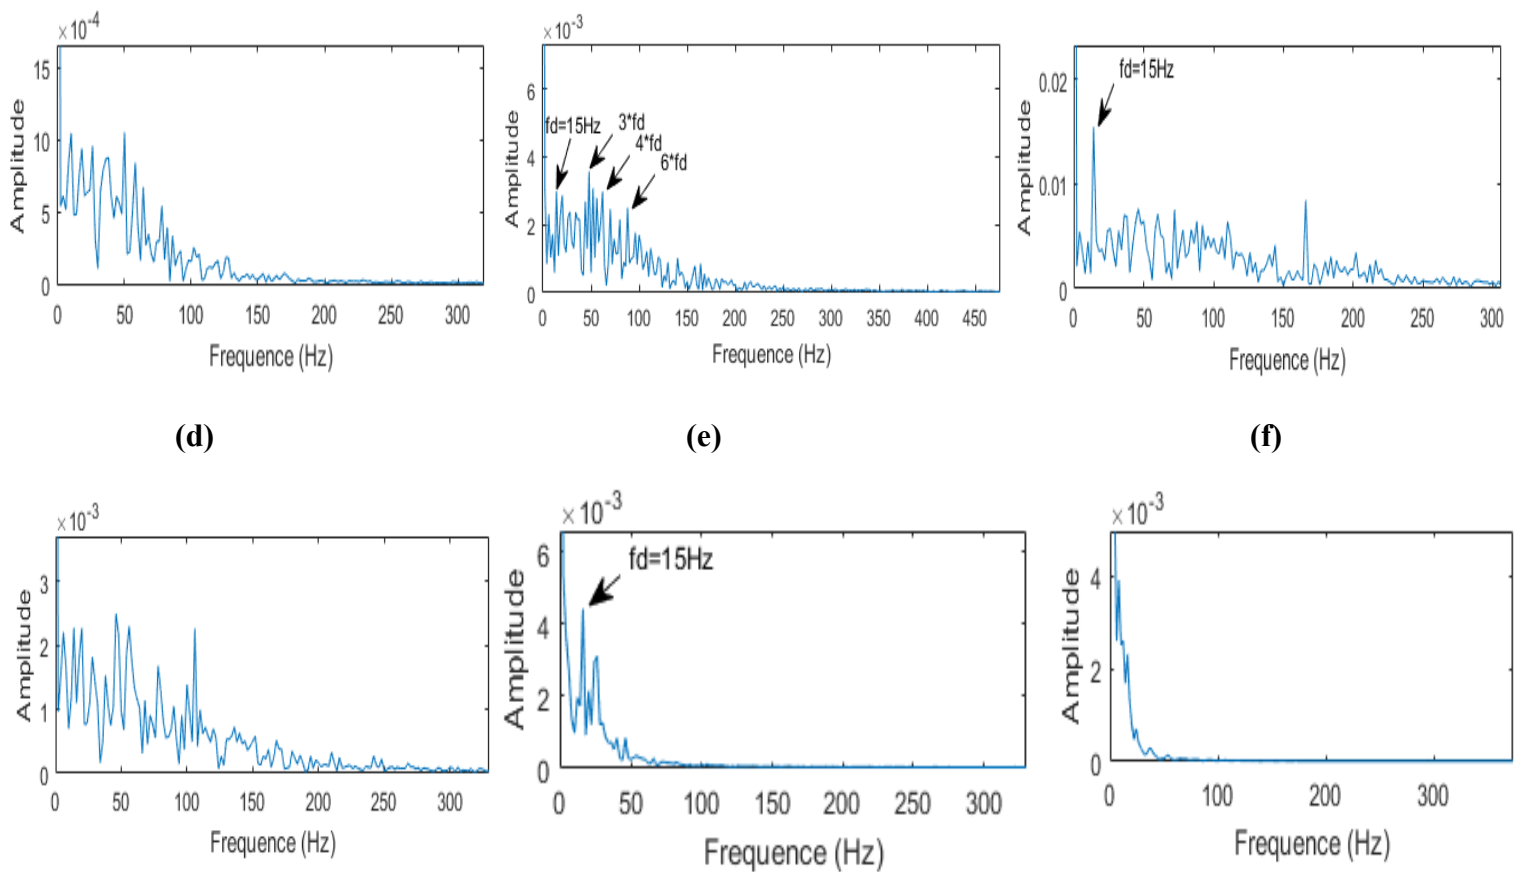 ×10-4
15
10
5
0
0 50 100 150 200 250 300
Amplitude
Frequence (Hz)
×10-3
6
4
2
0
0 50 100 150 200 250 300 350 400 450
Amplitude
Frequence (Hz)
fd=15Hz
3*fd
4*fd
6*fd
0.02
0.01
0
0 50 100 150 200 250 300
Amplitude
Frequence (Hz)
fd=15Hz
(d) (e) (f)
×10-3
3
2
1
0
0 50 100 150 200 250 300
Amplitude
Frequence (Hz)
×10-3
6
4
2
0
0 50 100 150 200 250 300
Amplitude
Frequence (Hz)
fd=15Hz
×10-3
4
2
0
0 100 200 300
Amplitude
Frequence (Hz)